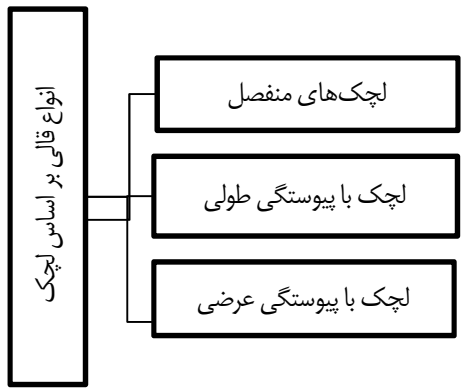 انواع قالی بر اساس لچک
لچک‌های منفصل
لچک با پیوستگی طولی
لچک با پیوستگی عرضی